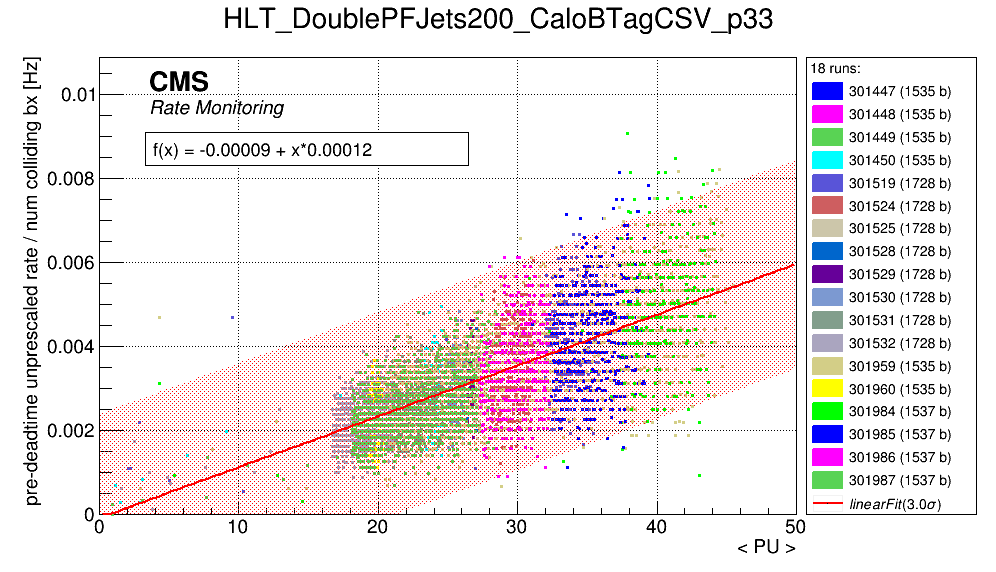 HLT_DoublePFJets200_CaloBTagCSV_p33
pre-deadtime unprescaled rate / num colliding bx [Hz]
CMS
Rate Monitoring
f(x) = -0.00009 + x*0.00012
0.01
0.008
0.006
0.004
0.002
0
0 10 20 30 40 50
< PU >
18 runs:
301447 (1535 b)
301448 (1535 b)
301449 (1535 b)
301450 (1535 b)
301519 (1728 b)
301524 (1728 b)
301525 (1728 b)
301528 (1728 b)
301529 (1728 b)
301530 (1728 b)
301531 (1728 b)
301532 (1728 b)
301959 (1535 b)
301960 (1535 b)
301984 (1537 b)
301985 (1537 b)
301986 (1537 b)
301987 (1537 b)
linearFit(3.0σ)